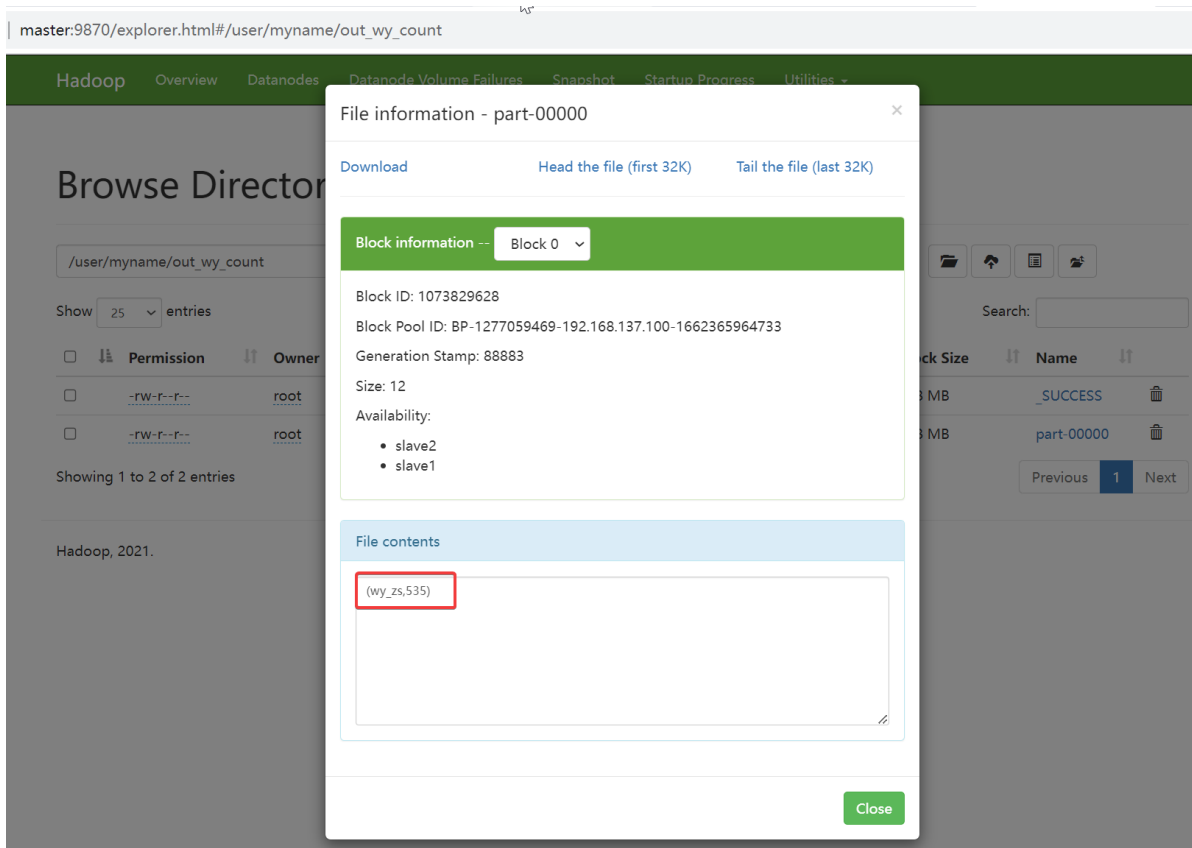 master:9870/explorer.html#/user/myname/out_wy_count
Hadoop Overview Datanodes Datanode Volume Failures Snapshot Startup Progress Utilities
File information - part-00000 ×
Download Head the file (first 32K) Tail the file (last 32K)
Browse Director
Block information -- Block 0
/user/myname/out_wy_count
Block ID: 1073829628
Show 25 entries Search:
Block Pool ID: BP-1277059469-192.168.137.100-1662365964733
Permission Owner ck Size Name
Generation Stamp: 88883
Size: 12
-rw-r--r-- root MB _SUCCESS
Availability:
-rw-r--r-- root MB part-00000
slave2
slave1
Showing 1 to 2 of 2 entries Previous 1 Next
File contents
Hadoop, 2021.
(wy_zs,535)
Close